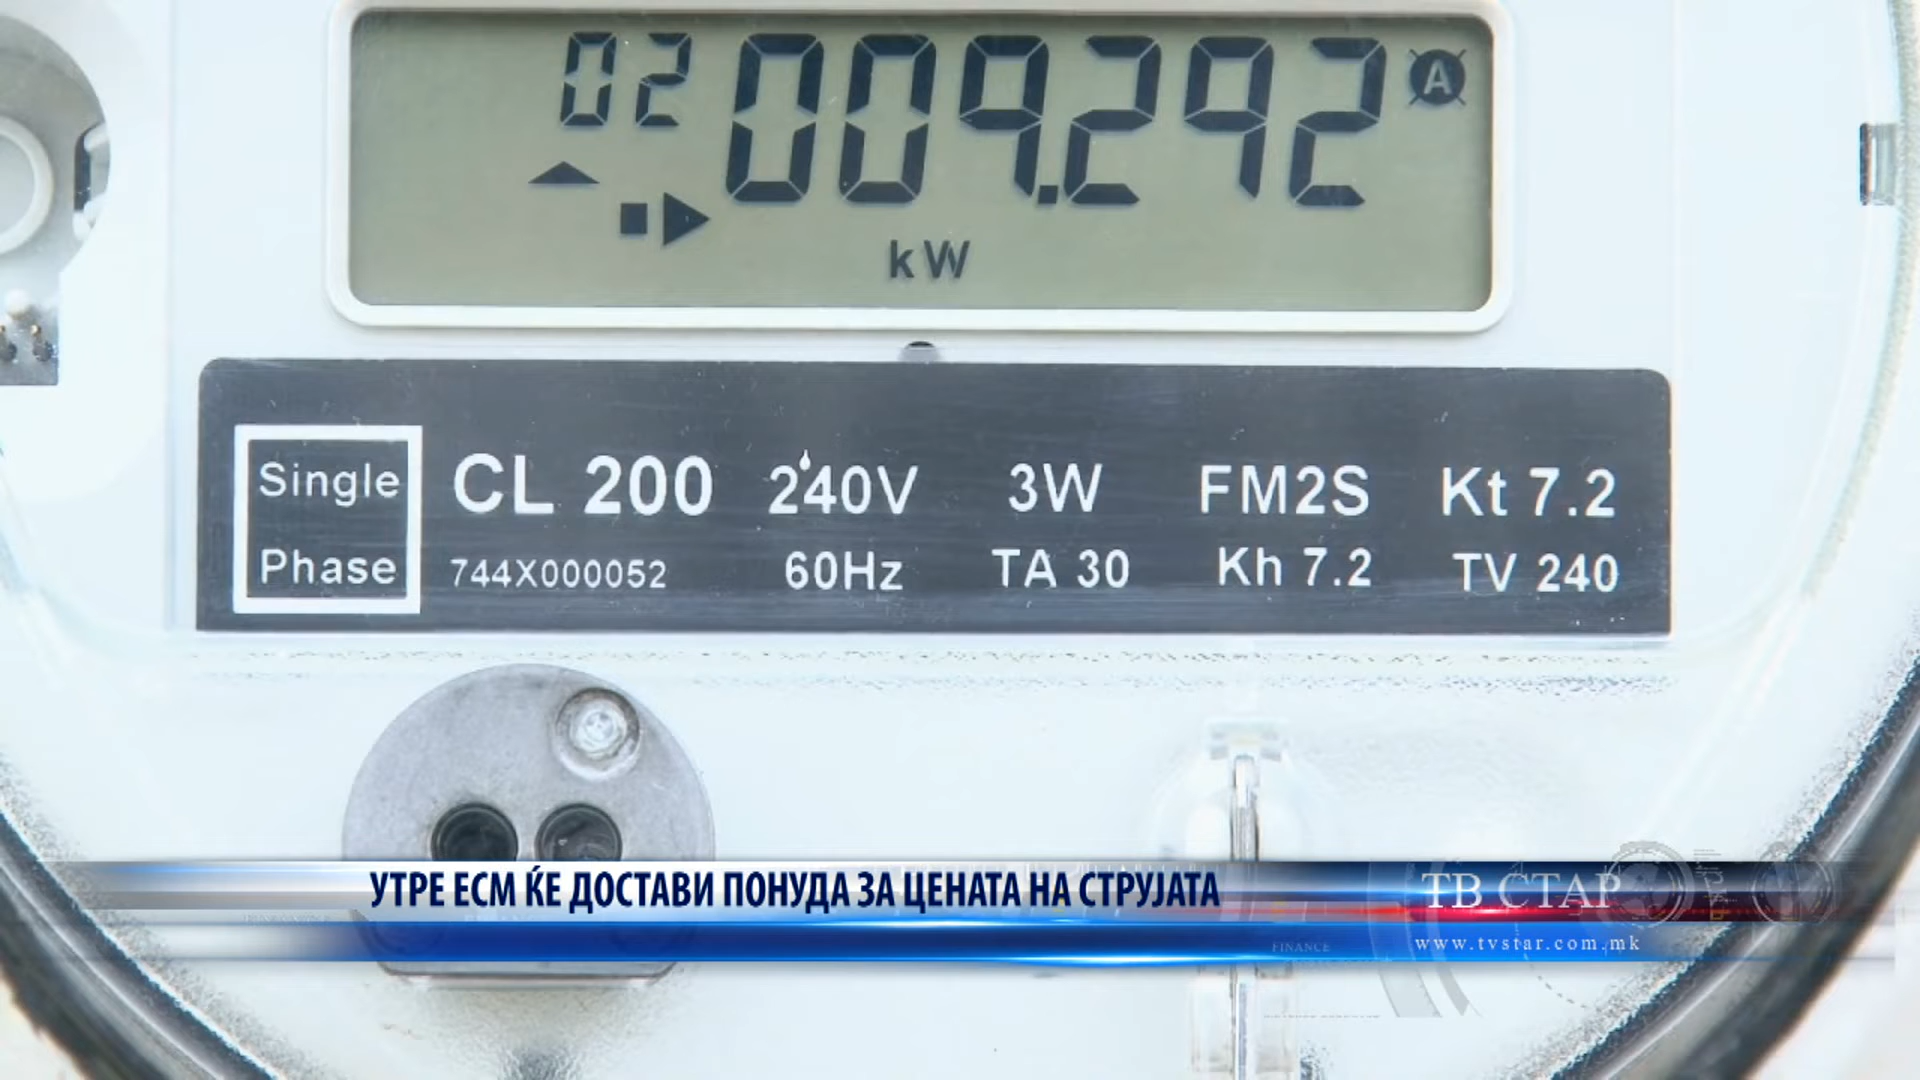 02 009.292
A
kW
Single
Phase
CL 200 240V 3W FM2S Kt 7.2
744X000052 60Hz TA 30 Kh 7.2 TV 240
УТРЕ ЕСМ ЌЕ ДОСТАВИ ПОНУДА ЗА ЦЕНАТА НА СТРУЈАТА
ТВ СТАР
www.tvstar.com.mk
FINANCE